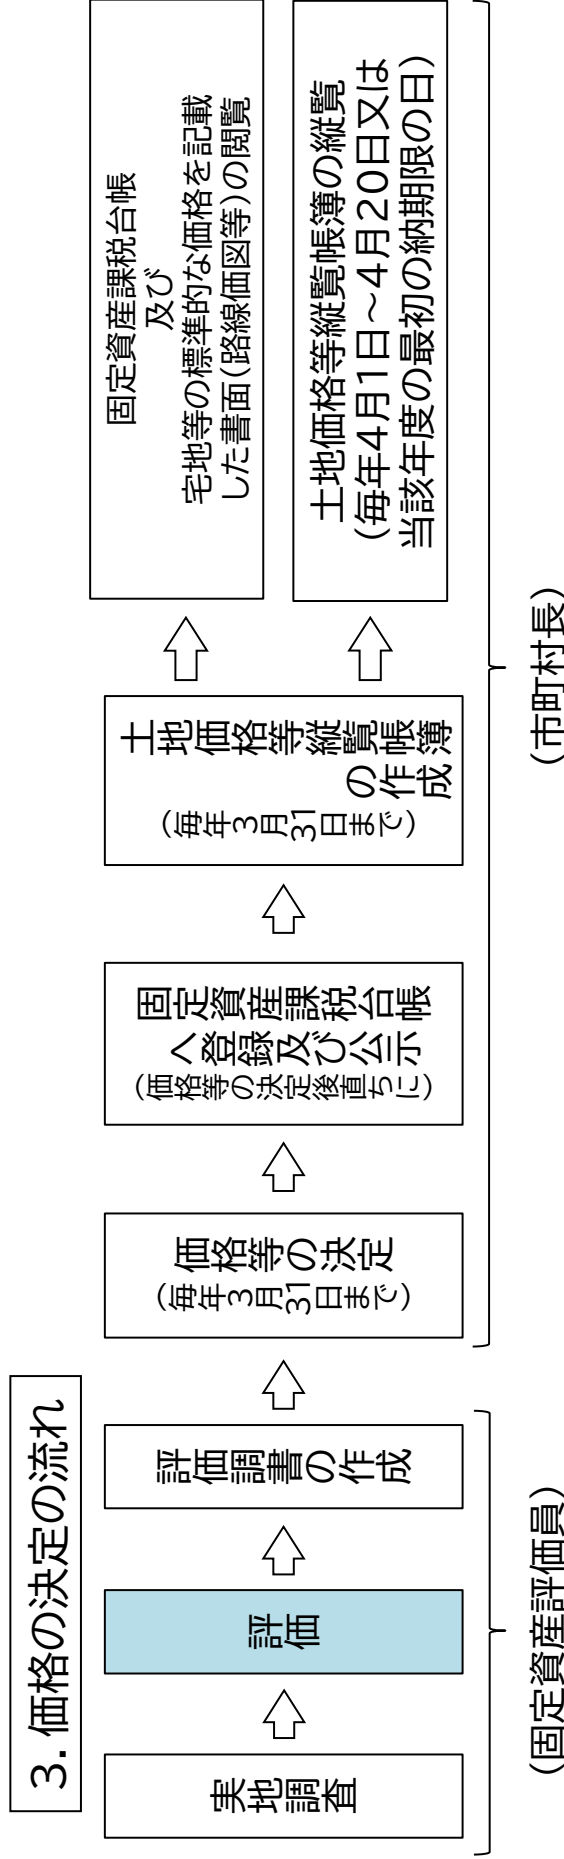 3. 価格の決定の流れ
実地調査
評価
評価調書の作成
価格等の決定
（毎年3月31日まで）
固定資産課税台帳
へ登録及び公示
（価格等の決定後直ちに）
土地価格等縦覧帳簿
の作成
（毎年3月31日まで）
固定資産課税台帳
及び
宅地等の標準的な価格を記載
した書面（路線価図等）の閲覧
土地価格等縦覧帳簿の縦覧
（毎年4月1日～4月20日又は
当該年度の最初の納期限の日）
（固定資産評価員）
（市町村長）